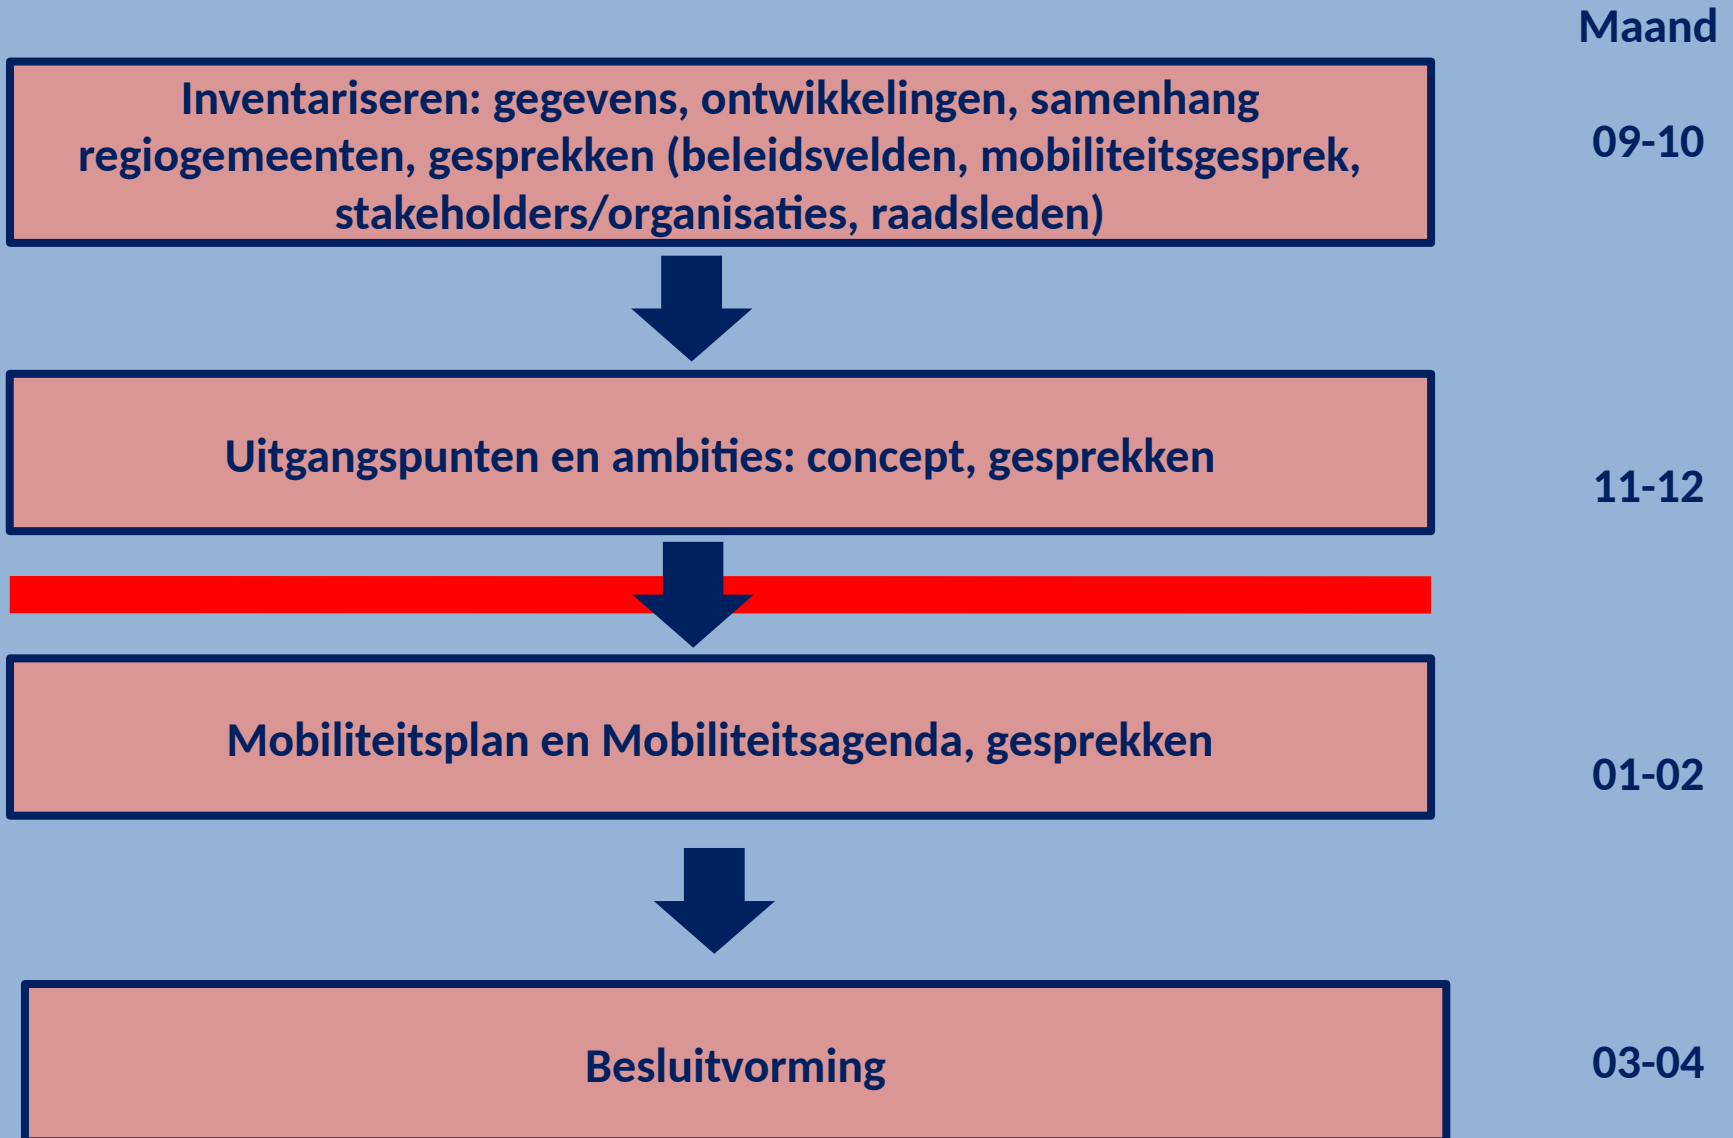 Maand
Inventariseren: gegevens, ontwikkelingen, samenhang
regiogemeenten, gesprekken (beleidsvelden, mobiliteitsgesprek,
stakeholders/organisaties, raadsleden)
09-10
Uitgangspunten en ambities: concept, gesprekken
11-12
Mobiliteitsplan en Mobiliteitsagenda, gesprekken
01-02
Besluitvorming
03-04